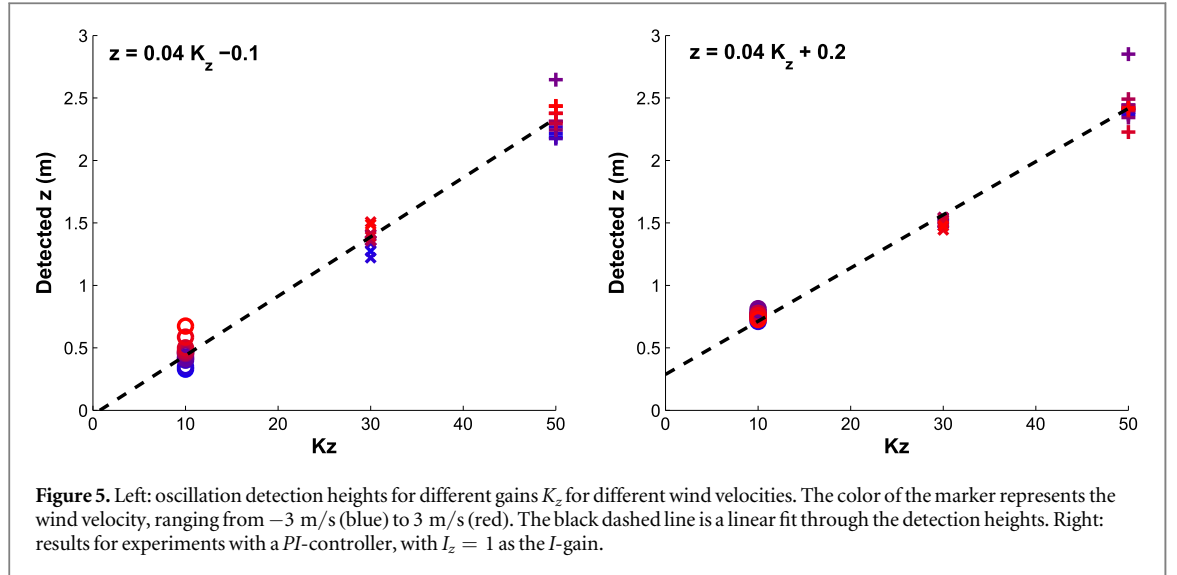 z = 0.04 K_z −0.1
3
2.5
2
1.5
1
0.5
0
Detected z (m)
0 10 20 30 40 50
Kz
z = 0.04 K_z + 0.2
3
2.5
2
1.5
1
0.5
0
Detected z (m)
0 10 20 30 40 50
Kz
Figure 5. Left: oscillation detection heights for different gains K_z for different wind velocities. The color of the marker represents the
wind velocity, ranging from −3 m/s (blue) to 3 m/s (red). The black dashed line is a linear fit through the detection heights. Right:
results for experiments with a PI-controller, with I_z = 1 as the I-gain.